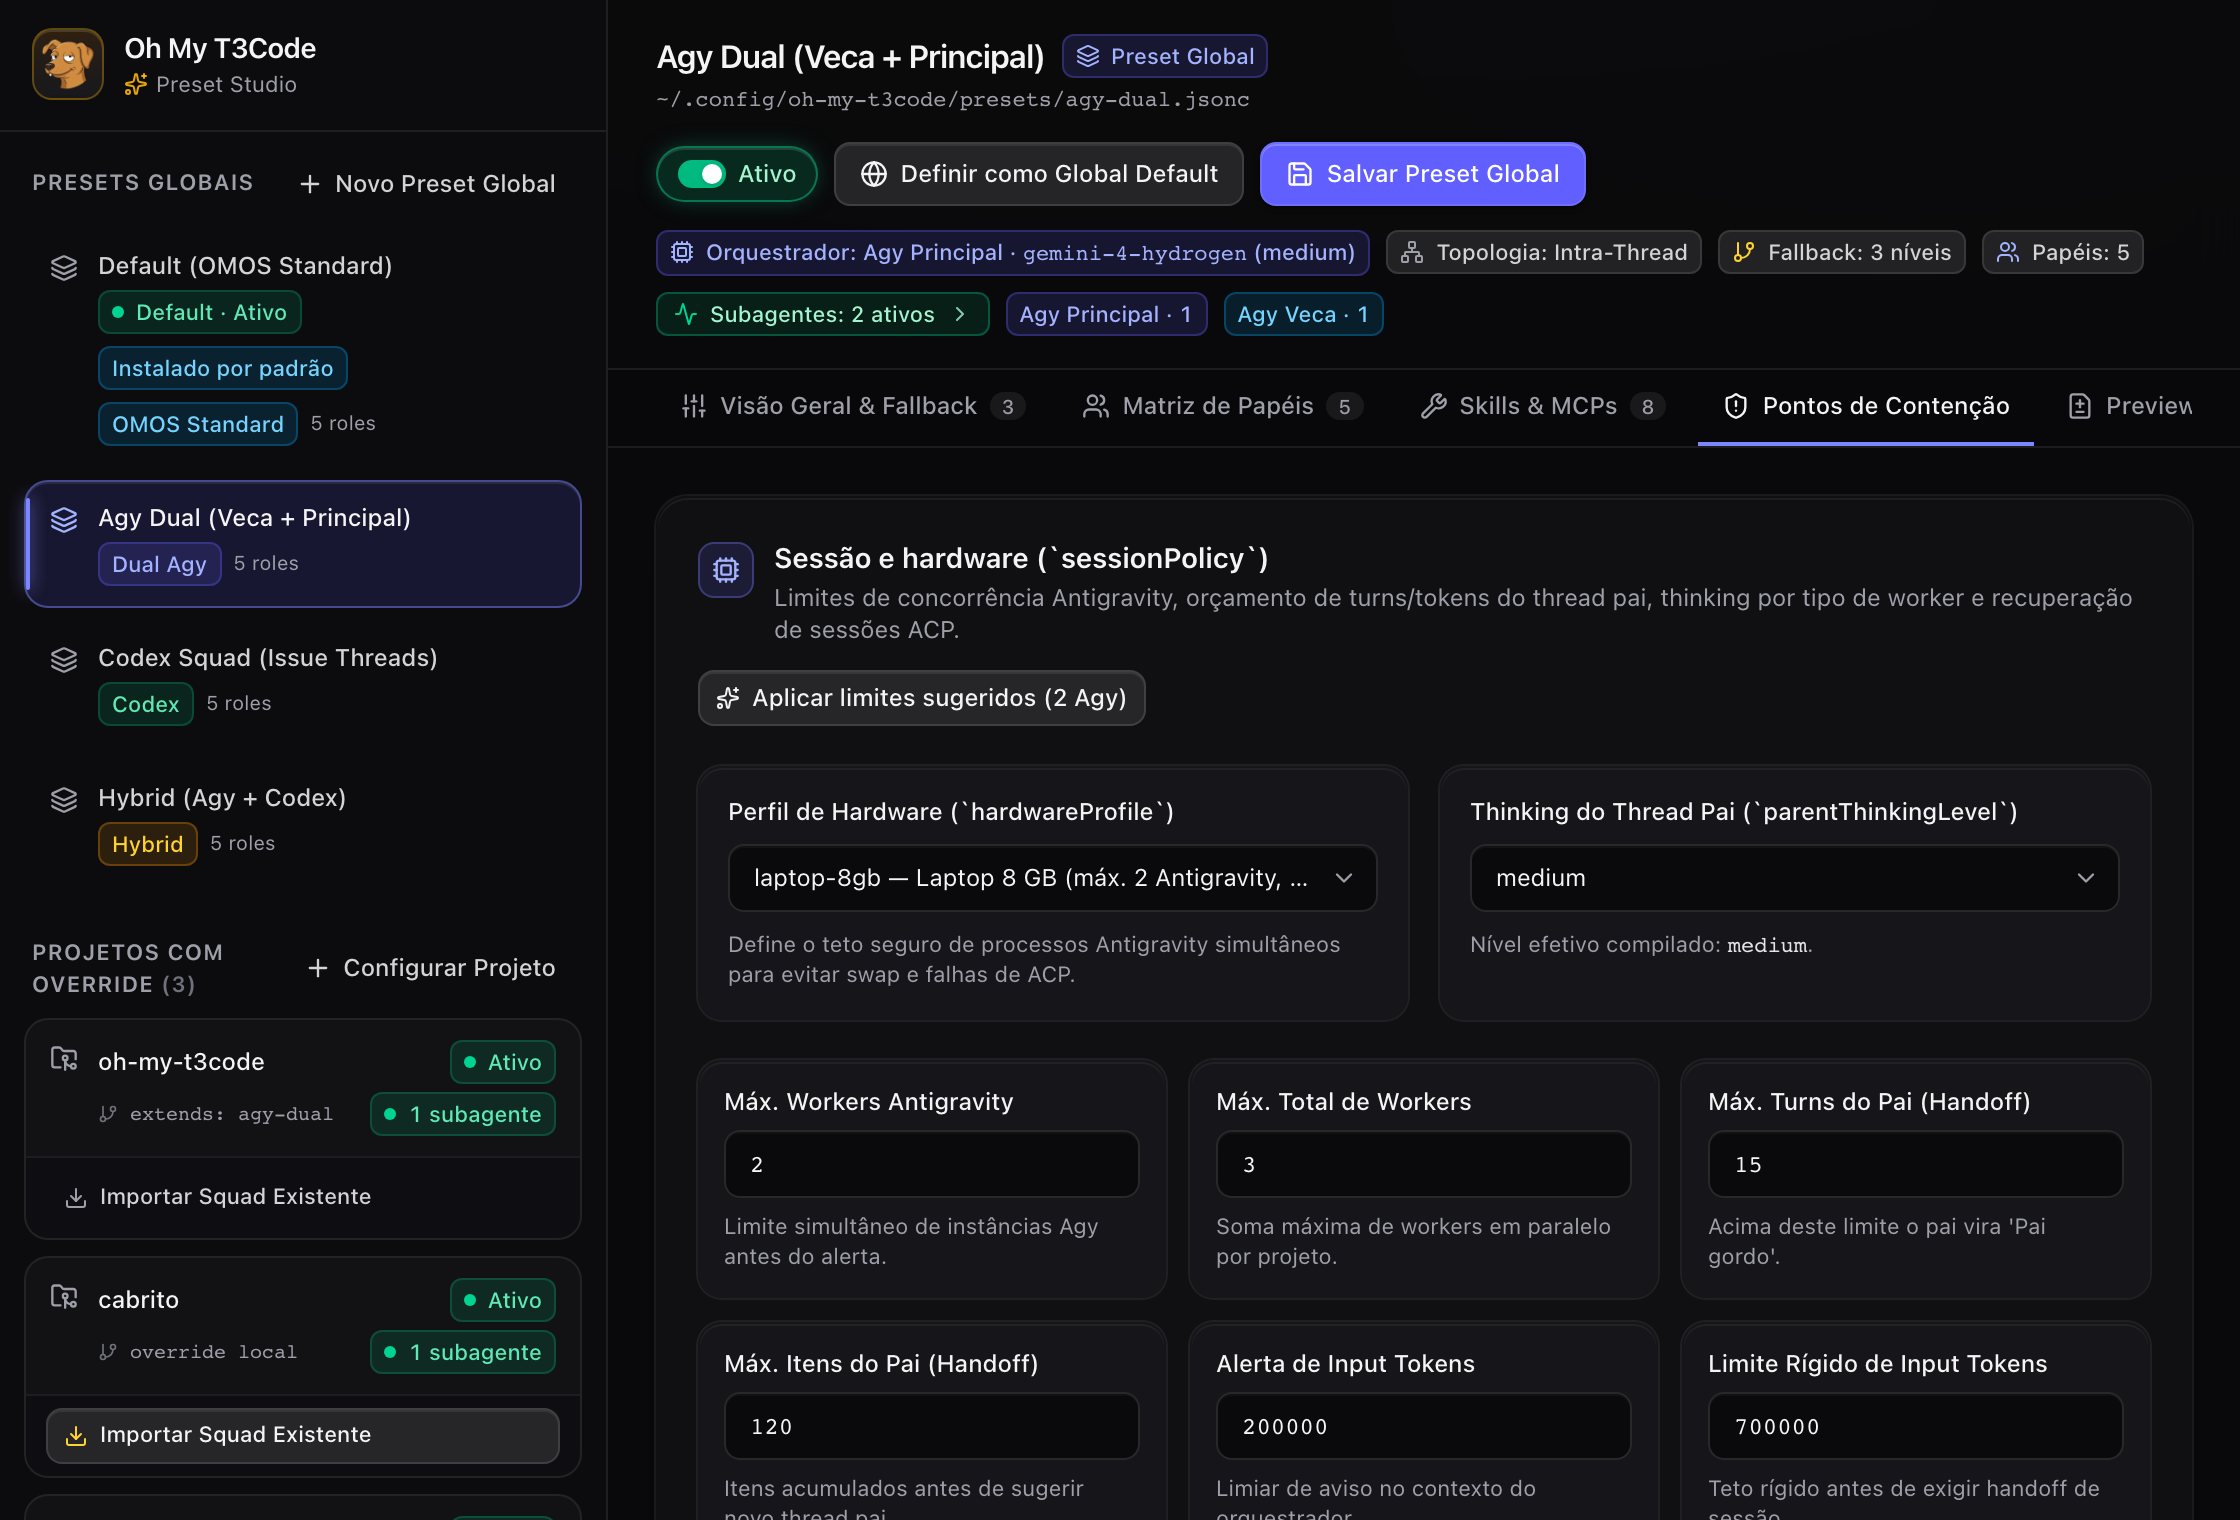 Oh My T3Code
Preset Studio
PRESETS GLOBAIS
Novo Preset Global
Default (OMOS Standard)
Default · Ativo
Instalado por padrão
OMOS Standard 5 roles
Agy Dual (Veca + Principal)
Dual Agy 5 roles
Codex Squad (Issue Threads)
Codex 5 roles
Hybrid (Agy + Codex)
Hybrid 5 roles
PROJETOS COM
OVERRIDE (3)
Configurar Projeto
oh-my-t3code Ativo
extends: agy-dual 1 subagente
Importar Squad Existente
cabrito Ativo
override local 1 subagente
Importar Squad Existente
Agy Dual (Veca + Principal) Preset Global
~/.config/oh-my-t3code/presets/agy-dual.jsonc
Ativo Definir como Global Default Salvar Preset Global
Orquestrador: Agy Principal · gemini-4-hydrogen (medium) Topologia: Intra-Thread Fallback: 3 níveis Papéis: 5
Subagentes: 2 ativos Agy Principal · 1 Agy Veca · 1
Visão Geral & Fallback 3 Matriz de Papéis 5 Skills & MCPs 8 Pontos de Contenção Preview
Sessão e hardware (`sessionPolicy`)
Limites de concorrência Antigravity, orçamento de turns/tokens do thread pai, thinking por tipo de worker e recuperação
de sessões ACP.
Aplicar limites sugeridos (2 Agy)
Perfil de Hardware (`hardwareProfile`)
laptop-8gb — Laptop 8 GB (máx. 2 Antigravity, ...
Define o teto seguro de processos Antigravity simultâneos
para evitar swap e falhas de ACP.
Thinking do Thread Pai (`parentThinkingLevel`)
medium
Nível efetivo compilado: medium.
Máx. Workers Antigravity
2
Limite simultâneo de instâncias Agy
antes do alerta.
Máx. Total de Workers
3
Soma máxima de workers em paralelo
por projeto.
Máx. Turns do Pai (Handoff)
15
Acima deste limite o pai vira 'Pai
gordo'.
Máx. Itens do Pai (Handoff)
120
Itens acumulados antes de sugerir
novo thread pai.
Alerta de Input Tokens
200000
Limiar de aviso no contexto do
orquestrador.
Limite Rígido de Input Tokens
700000
Teto rígido antes de exigir handoff de
sessão.